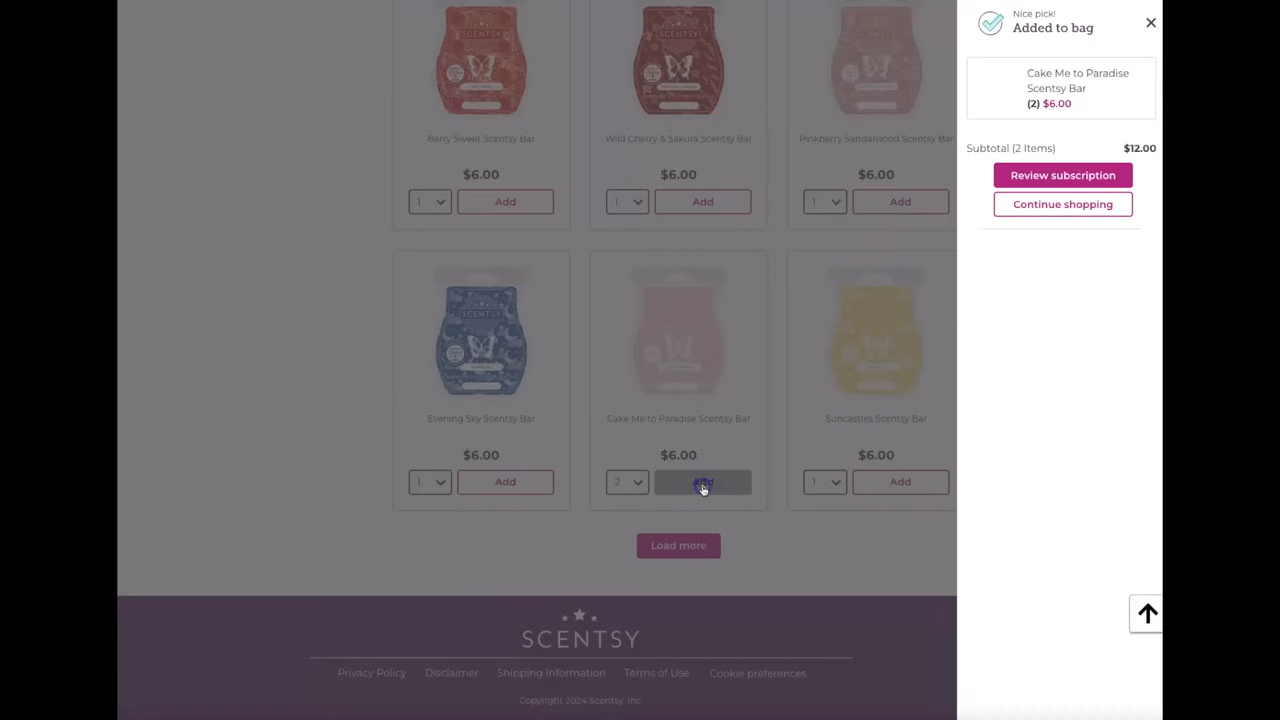 Nice pick!
Added to bag
Cake Me to Paradise
Scentsy Bar
(2) $6.00
Subtotal (2 Items) $12.00
Review subscription
Continue shopping
SCENTSY
Berry Sweet Scentsy Bar
Wild Cherry & Sakura Scentsy Bar
Pinkberry Sandalwood Scentsy Bar
$6.00 $6.00 $6.00
1 Add 1 Add 1 Add
SCENTSY
Evening Sky Scentsy Bar
Cake Me to Paradise Scentsy Bar
Suncasties Scentsy Bar
$6.00 $6.00 $6.00
1 Add 2 Add 1 Add
Load more
SCENTSY
Privacy Policy Disclaimer Shipping Information Terms of Use Cookie preferences
Copyright 2024 Scentsy, Inc.